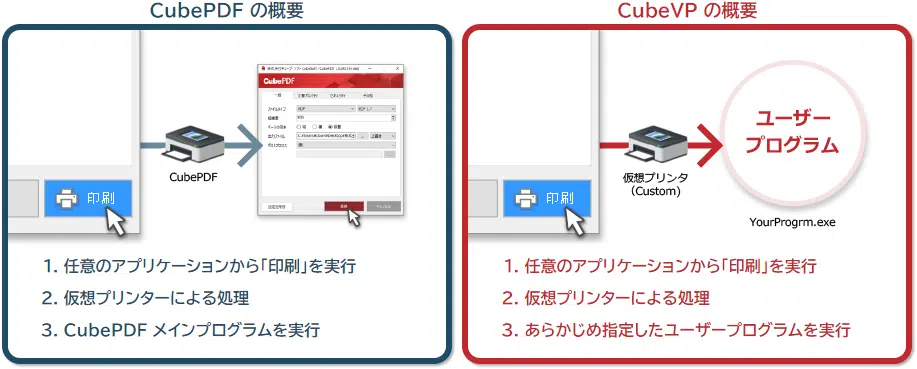 CubePDF の概要
CubePDF
印刷
CubePDF
1. 任意のアプリケーションから「印刷」を実行
2. 仮想プリンターによる処理
3. CubePDF メインプログラムを実行
CubeVP の概要
印刷
仮想プリンタ
(Custom)
ユーザー
プログラム
YourProgrm.exe
1. 任意のアプリケーションから「印刷」を実行
2. 仮想プリンターによる処理
3. あらかじめ指定したユーザープログラムを実行